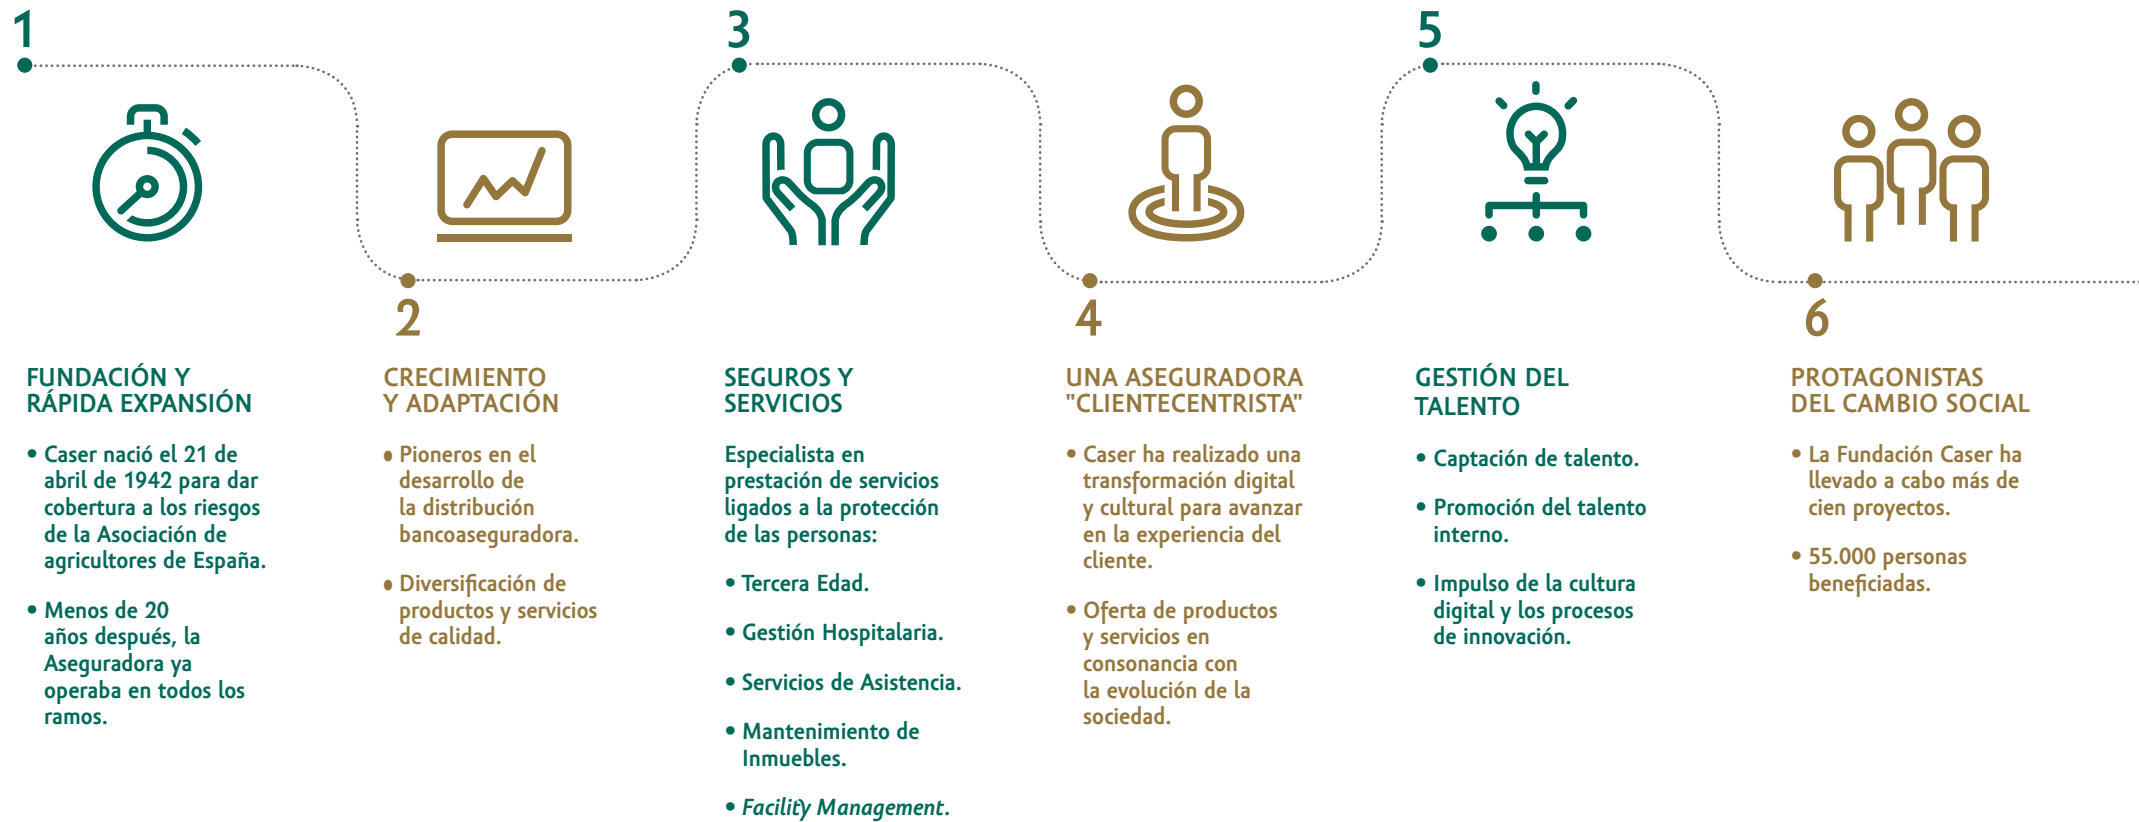 1
FUNDACIÓN Y
RÁPIDA EXPANSIÓN
• Caser nació el 21 de
abril de 1942 para dar
cobertura a los riesgos
de la Asociación de
agricultores de España.
• Menos de 20
años después, la
Aseguradora ya
operaba en todos los
ramos.
2
CRECIMIENTO
Y ADAPTACIÓN
• Pioneros en el
desarrollo de
la distribución
bancoaseguradora.
• Diversificación de
productos y servicios
de calidad.
3
SEGUROS Y
SERVICIOS
Especialista en
prestación de servicios
ligados a la protección
de las personas:
• Tercera Edad.
• Gestión Hospitalaria.
• Servicios de Asistencia.
• Mantenimiento de
Inmuebles.
• Facility Management.
4
UNA ASEGURADORA
"CLIENTECENTRISTA"
• Caser ha realizado una
transformación digital
y cultural para avanzar
en la experiencia del
cliente.
• Oferta de productos
y servicios en
consonancia con
la evolución de la
sociedad.
5
GESTIÓN DEL
TALENTO
• Captación de talento.
• Promoción del talento
interno.
• Impulso de la cultura
digital y los procesos
de innovación.
6
PROTAGONISTAS
DEL CAMBIO SOCIAL
• La Fundación Caser ha
llevado a cabo más de
cien proyectos.
• 55.000 personas
beneficiadas.